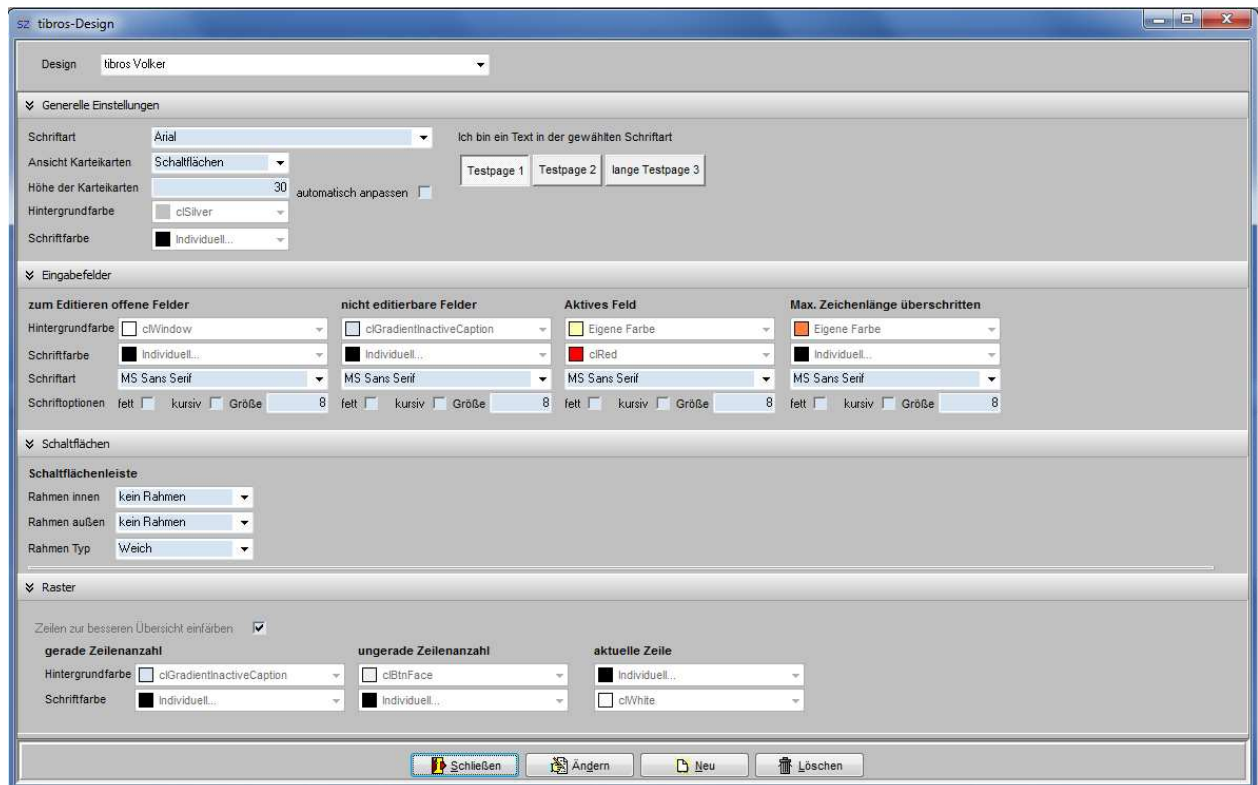 sz tibros-Design
Design tibros Volker
Generelle Einstellungen
Schriftart Arial Ich bin ein Text in der gewählten Schriftart
Ansicht Karteikarten Schaltflächen Testpage 1 Testpage 2 lange Testpage 3
Höhe der Karteikarten 30 automatisch anpassen
Hintergrundfarbe clSilver
Schriftfarbe Individuell...
Eingabefelder
zum Editieren offene Felder nicht editierbare Felder Aktives Feld Max. Zeichenlänge überschritten
Hintergrundfarbe clWindow clGradientInactiveCaption Eigene Farbe Eigene Farbe
Schriftfarbe Individuell... Individuell... clRed Individuell...
Schriftart MS Sans Serif MS Sans Serif MS Sans Serif MS Sans Serif
Schriftoptionen fett kursiv Größe 8 fett kursiv Größe 8 fett kursiv Größe 8 fett kursiv Größe 8
Schaltflächen
Schaltflächenleiste
Rahmen innen kein Rahmen
Rahmen außen kein Rahmen
Rahmen Typ Weich
Raster
Zeilen zur besseren Übersicht einfärben
gerade Zeilenanzahl ungerade Zeilenanzahl aktuelle Zeile
Hintergrundfarbe clGradientInactiveCaption clBtnFace Individuell...
Schriftfarbe Individuell... Individuell... clWhite
Schließen Ändern Neu Löschen